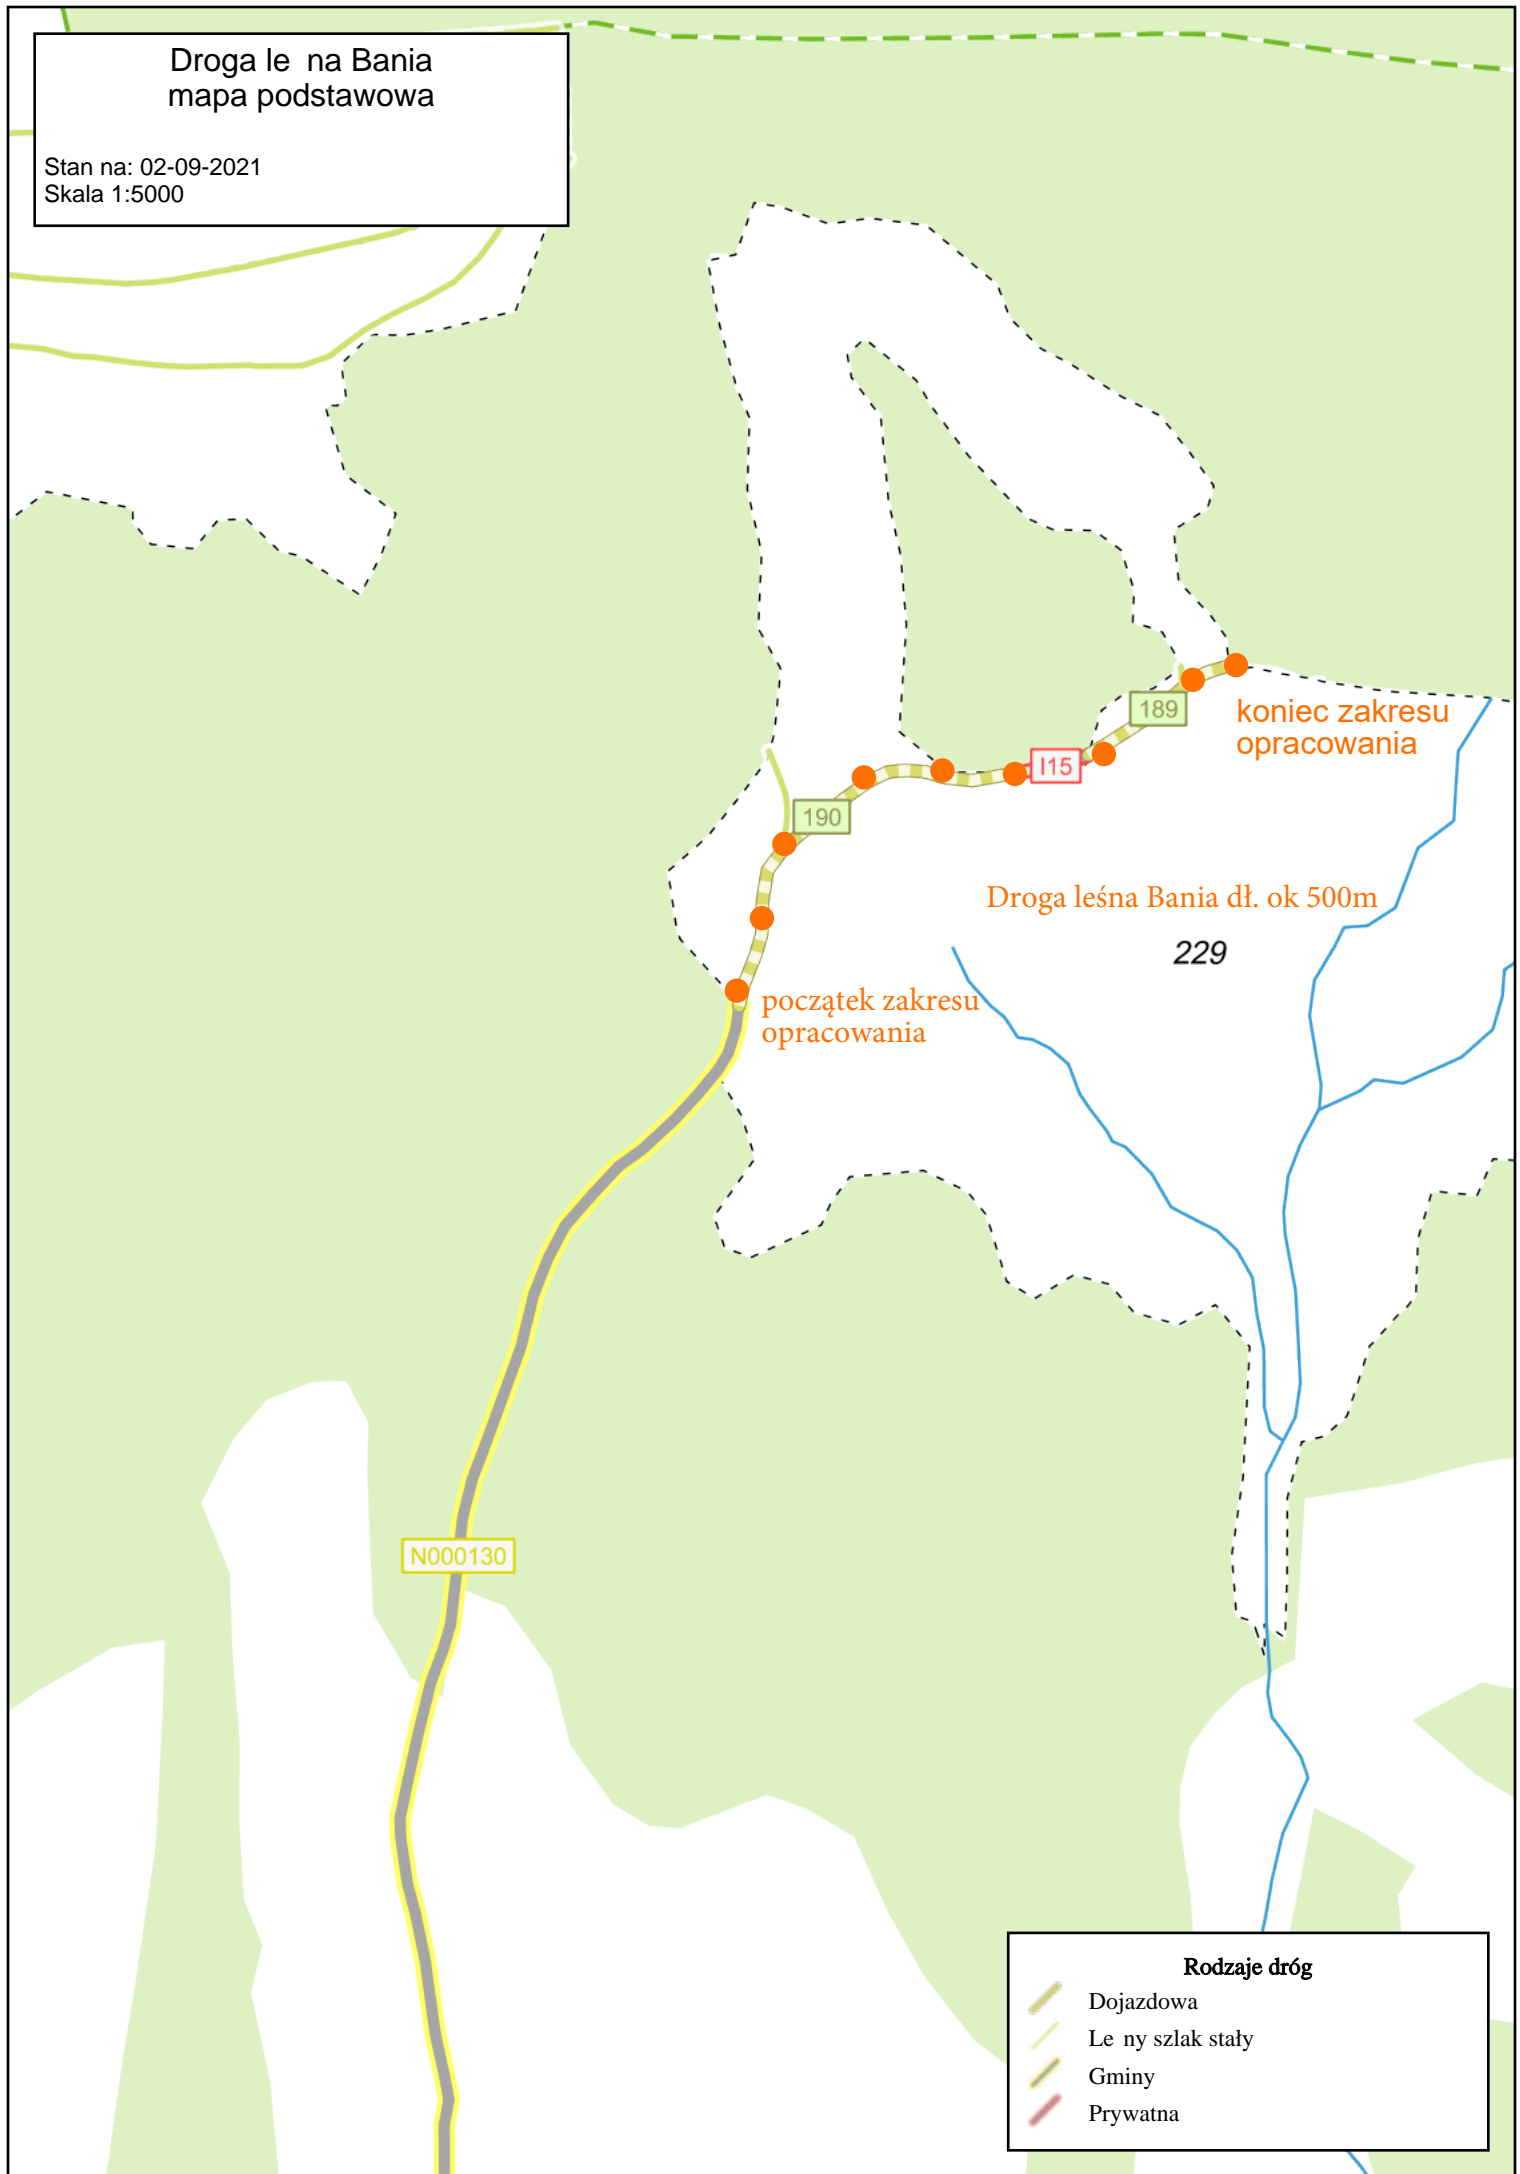 Droga le na Bania
mapa podstawowa
Stan na: 02-09-2021
Skala 1:5000
189
koniec zakresu
opracowania
I15
190
Droga leśna Bania dł. ok 500m
229
początek zakresu
opracowania
N000130
Rodzaje dróg
Dojazdowa
Le ny szlak stały
Gminy
Prywatna